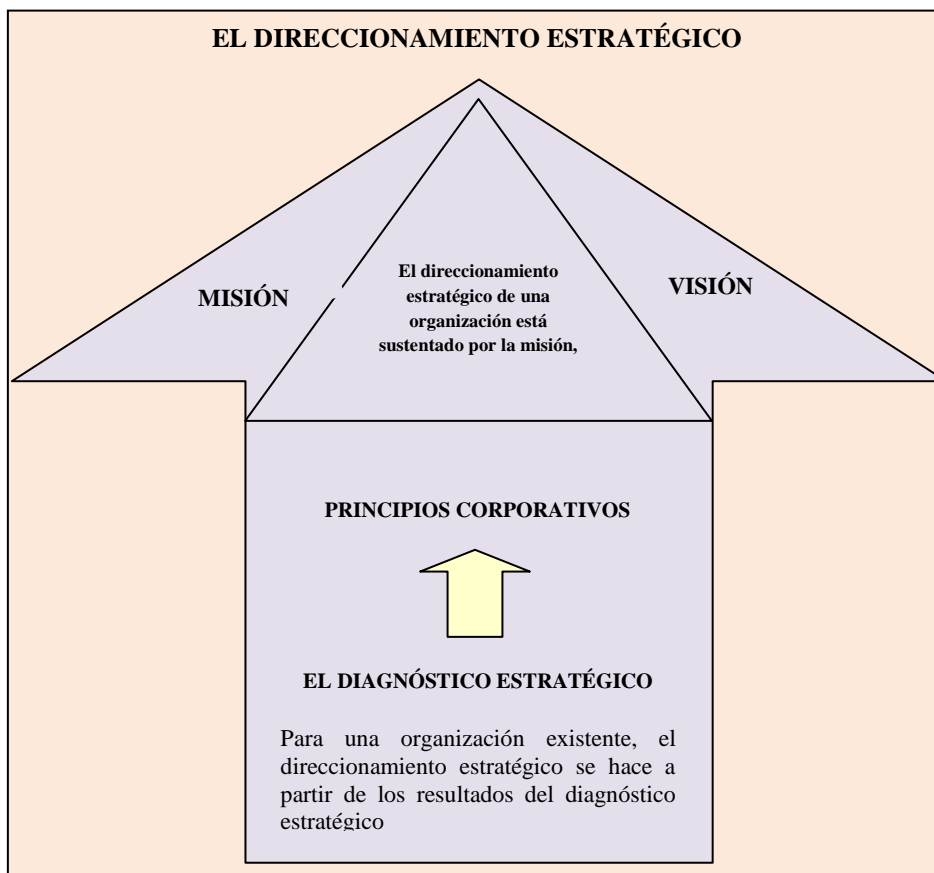 EL DIRECCIONAMIENTO ESTRATÉGICO
MISIÓN
El direccionamiento
estratégico de una
organización está
sustentado por la misión,
VISIÓN
PRINCIPIOS CORPORATIVOS
EL DIAGNÓSTICO ESTRATÉGICO
Para una organización existente, el
direccionamiento estratégico se hace a
partir de los resultados del diagnóstico
estratégico